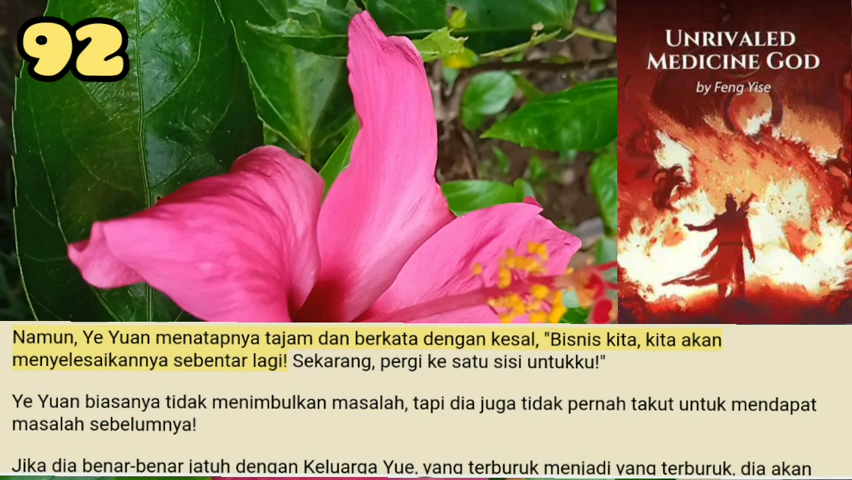 92
UNRIVALED
MEDICINE GOD
by Feng Yise
Namun, Ye Yuan menatapnya tajam dan berkata dengan kesal, "Bisnis kita, kita akan
menyelesaikannya sebentar lagi! Sekarang, pergi ke satu sisi untukku!"
Ye Yuan biasanya tidak menimbulkan masalah, tapi dia juga tidak pernah takut untuk mendapat
masalah sebelumnya!
Jika dia benar-benar jatuh dengan Keluarga Yue, yang terburuk menjadi yang terburuk, dia akan